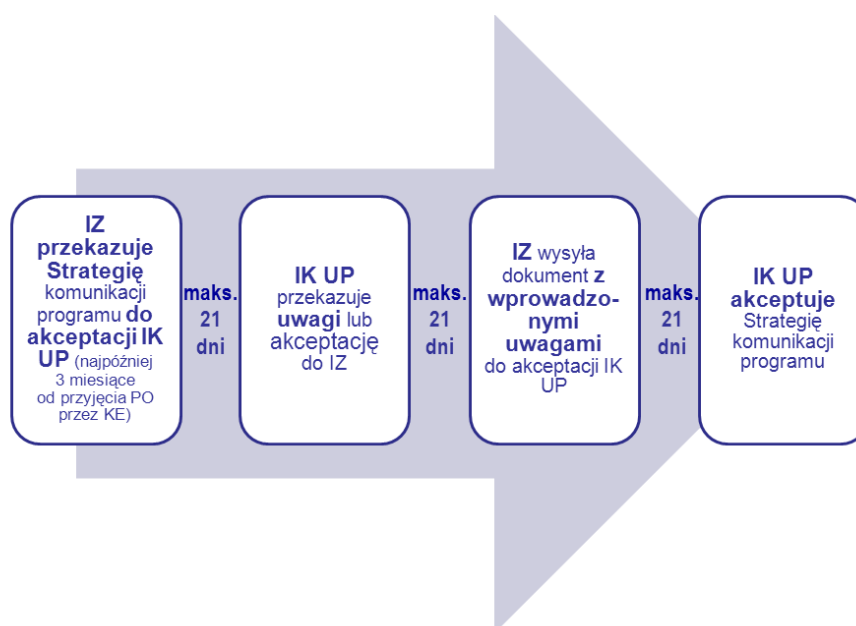 IZ
przekazuje
Strategię
komunikacji
programu do
akceptacji IK
UP (najpóźniej
3 miesiące
od przyjęcia PO
przez KE)
maks.
21
dni
IK UP
przekazuje
uwagi lub
akceptację
do IZ
maks.
21
dni
IZ wysyła
dokument z
wprowadzo-
nymi
uwagami
do akceptacji IK
UP
maks.
21
dni
IK UP
akceptuje
Strategię
komunikacji
programu